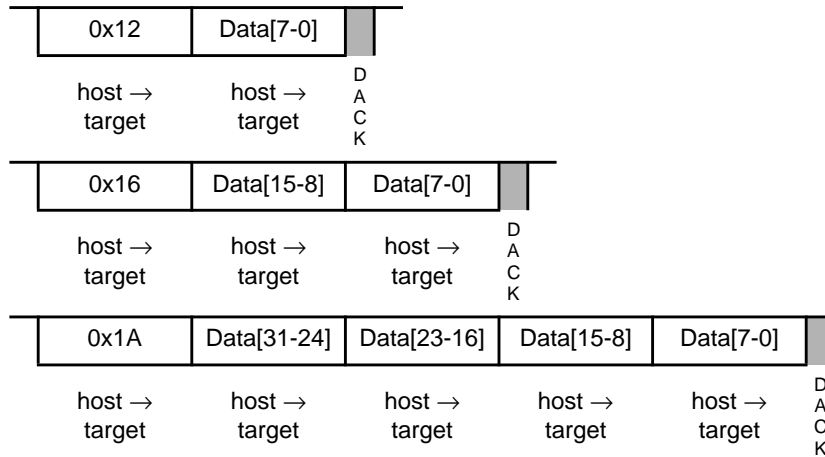 0x12 Data[7-0]
host → host →
target target
D
A
C
K
0x16 Data[15-8] Data[7-0]
host → host → host →
target target target
D
A
C
K
0x1A Data[31-24] Data[23-16] Data[15-8] Data[7-0]
host → host → host → host → host →
target target target target target
D
A
C
K